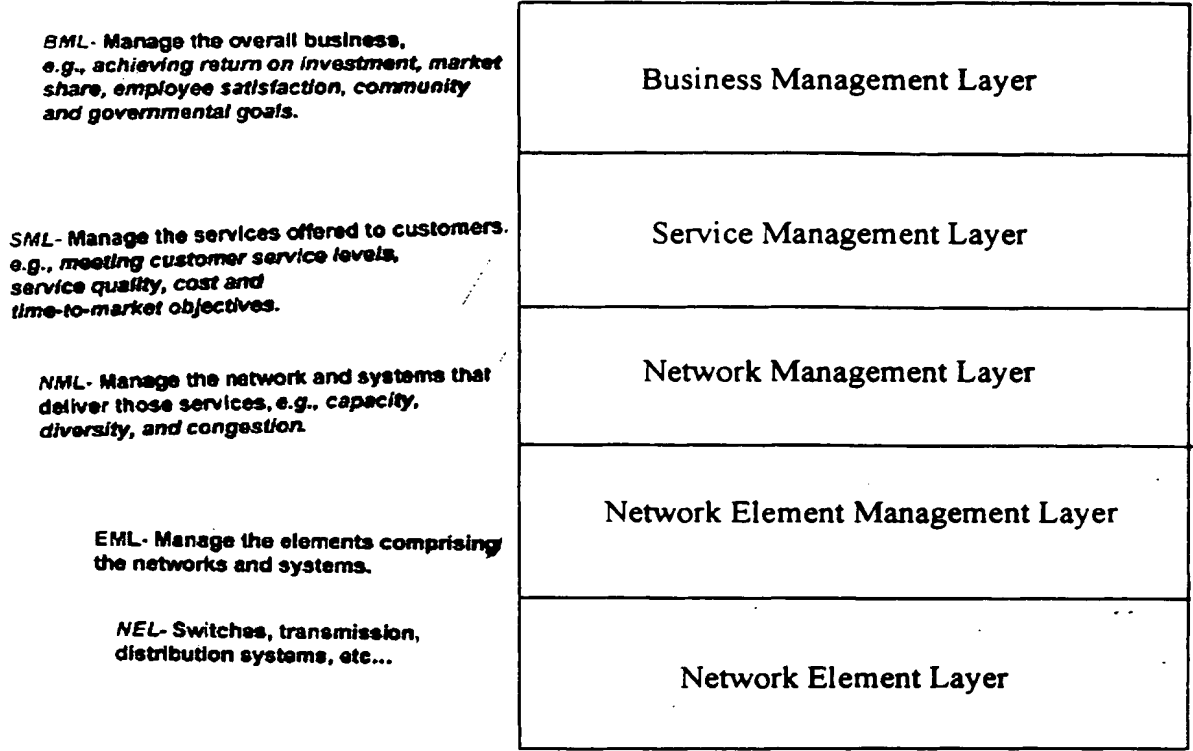 BML- Manage the overall business,
e.g., achieving return on investment, market
share, employee satisfaction, community
and governmental goals.
Business Management Layer
SML- Manage the services offered to customers.
e.g., meeting customer service levels,
service quality, cost and
time-to-market objectives.
Service Management Layer
NML- Manage the network and systems that
deliver those services, e.g., capacity,
diversity, and congestion.
Network Management Layer
EML- Manage the elements comprising
the networks and systems.
Network Element Management Layer
NEL- Switches, transmission,
distribution systems, etc...
Network Element Layer